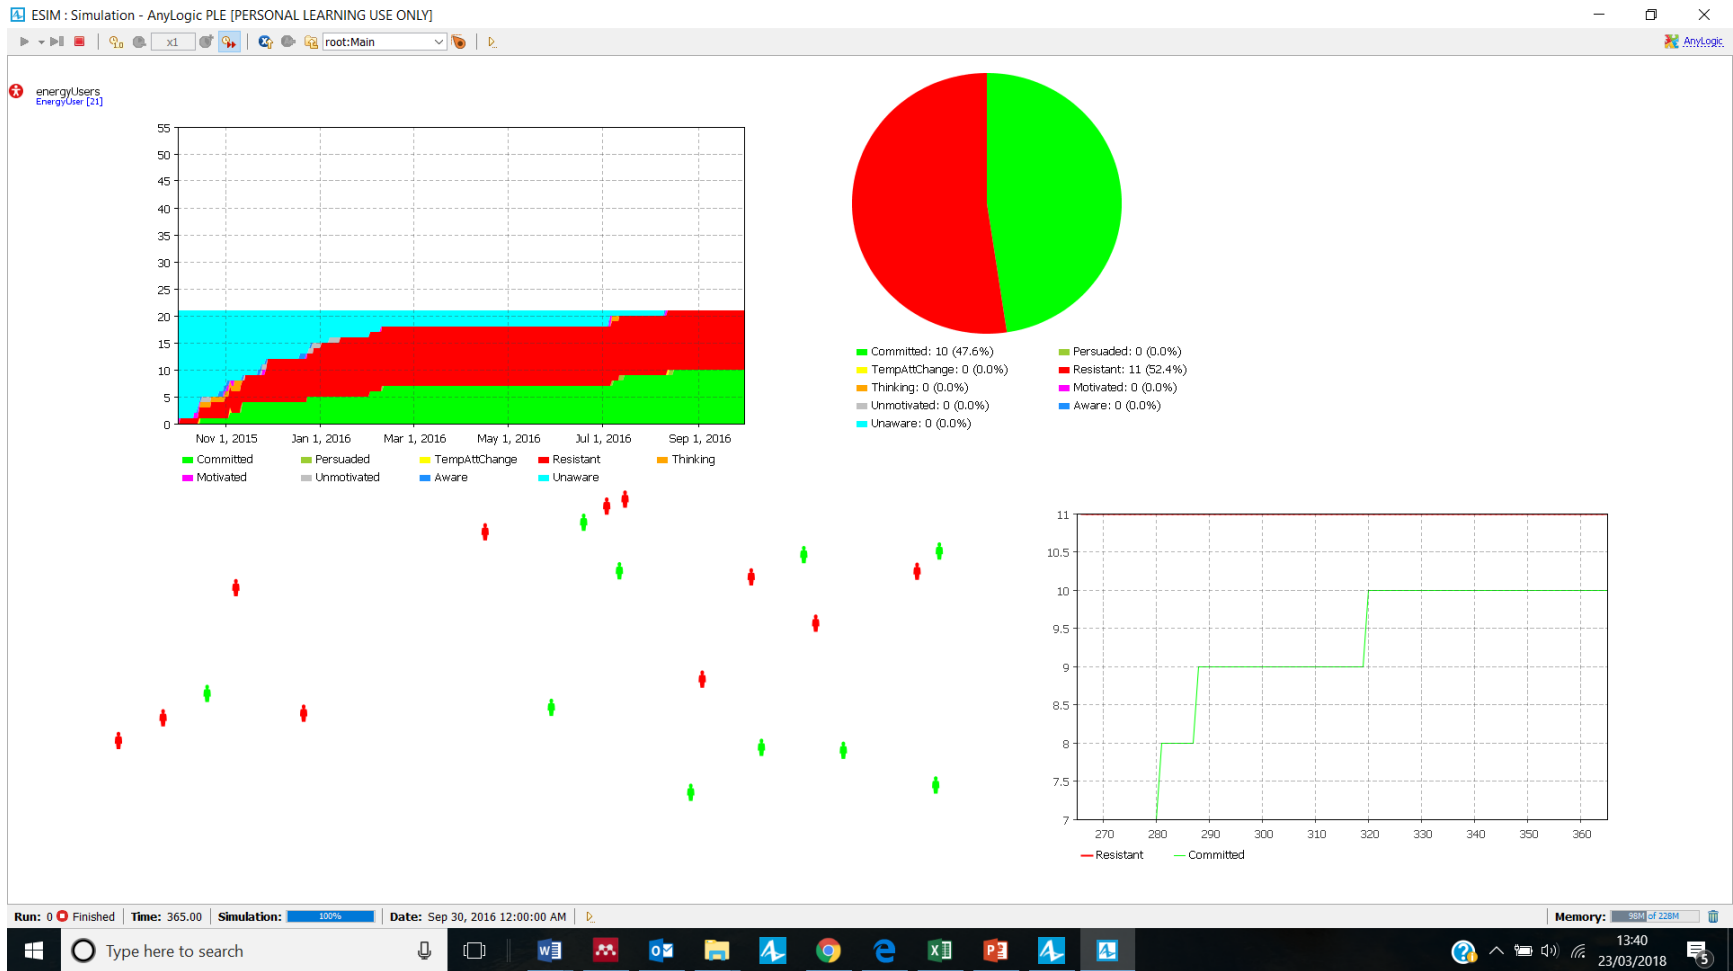 ESIM : Simulation - AnyLogic PLE [PERSONAL LEARNING USE ONLY]
x1
root:Main
AnyLogic
energyUsers
EnergyUser [21]
55
50
45
40
35
30
25
20
15
10
5
0
Nov 1, 2015 Jan 1, 2016 Mar 1, 2016 May 1, 2016 Jul 1, 2016 Sep 1, 2016
Committed Persuaded TempAttChange Resistant Thinking
Motivated Unmotivated Aware Unaware
Committed: 10 (47.6%) Persuaded: 0 (0.0%)
TempAttChange: 0 (0.0%) Resistant: 11 (52.4%)
Thinking: 0 (0.0%) Motivated: 0 (0.0%)
Unmotivated: 0 (0.0%) Aware: 0 (0.0%)
Unaware: 0 (0.0%)
11
10.5
10
9.5
9
8.5
8
7.5
7
270 280 290 300 310 320 330 340 350 360
Resistant Committed
Run: 0 Finished Time: 365.00 Simulation: 100% Date: Sep 30, 2016 12:00:00 AM Memory: 98M of 228M
Type here to search
13:40
23/03/2018
5